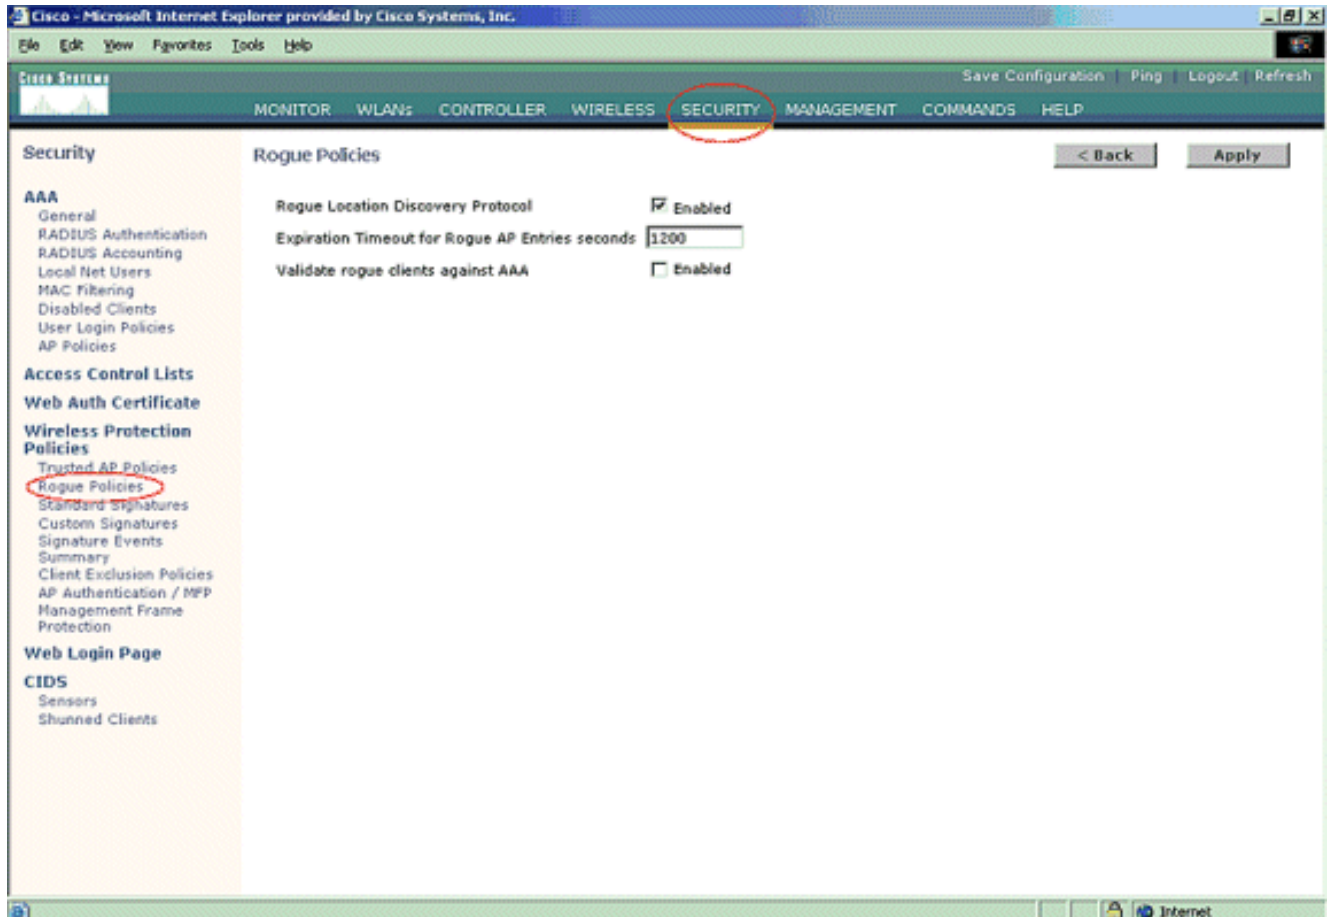 Cisco - Microsoft Internet Explorer provided by Cisco Systems, Inc.
File Edit View Favorites Tools Help
CISCO SYSTEMS
Save Configuration | Ping | Logout | Refresh
MONITOR WLANs CONTROLLER WIRELESS SECURITY MANAGEMENT COMMANDS HELP
Security
AAA
General
RADIUS Authentication
RADIUS Accounting
Local Net Users
MAC Filtering
Disabled Clients
User Login Policies
AP Policies
Access Control Lists
Web Auth Certificate
Wireless Protection
Policies
Trusted AP Policies
Rogue Policies
Standard Signatures
Custom Signatures
Signature Events
Summary
Client Exclusion Policies
AP Authentication / MFP
Management Frame
Protection
Web Login Page
CIDS
Sensors
Shunned Clients
Rogue Policies
< Back
Apply
Rogue Location Discovery Protocol Enabled
Expiration Timeout for Rogue AP Entries seconds 1200
Validate rogue clients against AAA Enabled
Internet